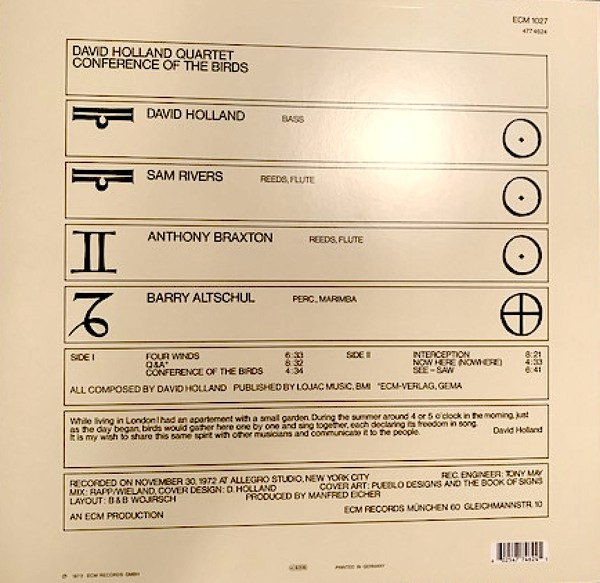 ECM 1027
477 4624
DAVID HOLLAND QUARTET
CONFERENCE OF THE BIRDS
DAVID HOLLAND BASS
SAM RIVERS REEDS, FLUTE
ANTHONY BRAXTON REEDS, FLUTE
BARRY ALTSCHUL PERC., MARIMBA
SIDE I FOUR WINDS 6:33 SIDE II INTERCEPTION 8:21
Q&A* 8:32 NOW HERE (NOWHERE) 4:33
CONFERENCE OF THE BIRDS 4:34 SEE-SAW 6:41
ALL COMPOSED BY DAVID HOLLAND PUBLISHED BY LOJAC MUSIC, BMI *ECM-VERLAG, GEMA
While living in London I had an apartement with a small garden. During the summer around 4 or 5 o'clock in the morning, just
as the day began, birds would gather here one by one and sing together, each declaring its freedom in song.
It is my wish to share this same spirit with other musicians and communicate it to the people. David Holland
RECORDED ON NOVEMBER 30, 1972 AT ALLEGRO STUDIO, NEW YORK CITY REC. ENGINEER: TONY MAY
MIX: RAPP/WIELAND, COVER DESIGN: D. HOLLAND COVER ART: PUEBLO DESIGNS AND THE BOOK OF SIGNS
LAYOUT: B & B WOJIRSCH PRODUCED BY MANFRED EICHER
AN ECM PRODUCTION ECM RECORDS MÜNCHEN 60 GLEICHMANNSTR. 10
℗ 1973 ECM RECORDS GMBH PRINTED IN GERMANY